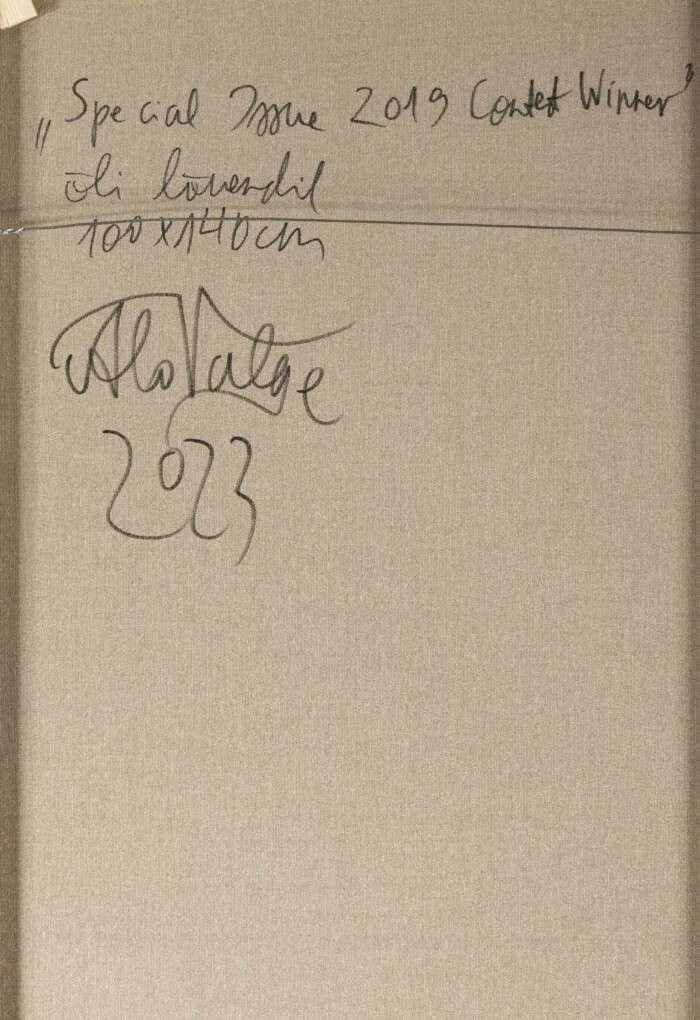 „Special Issue 2019 Contest Winner”
õli lõuendil
100x140cm
Alo Valge
2023